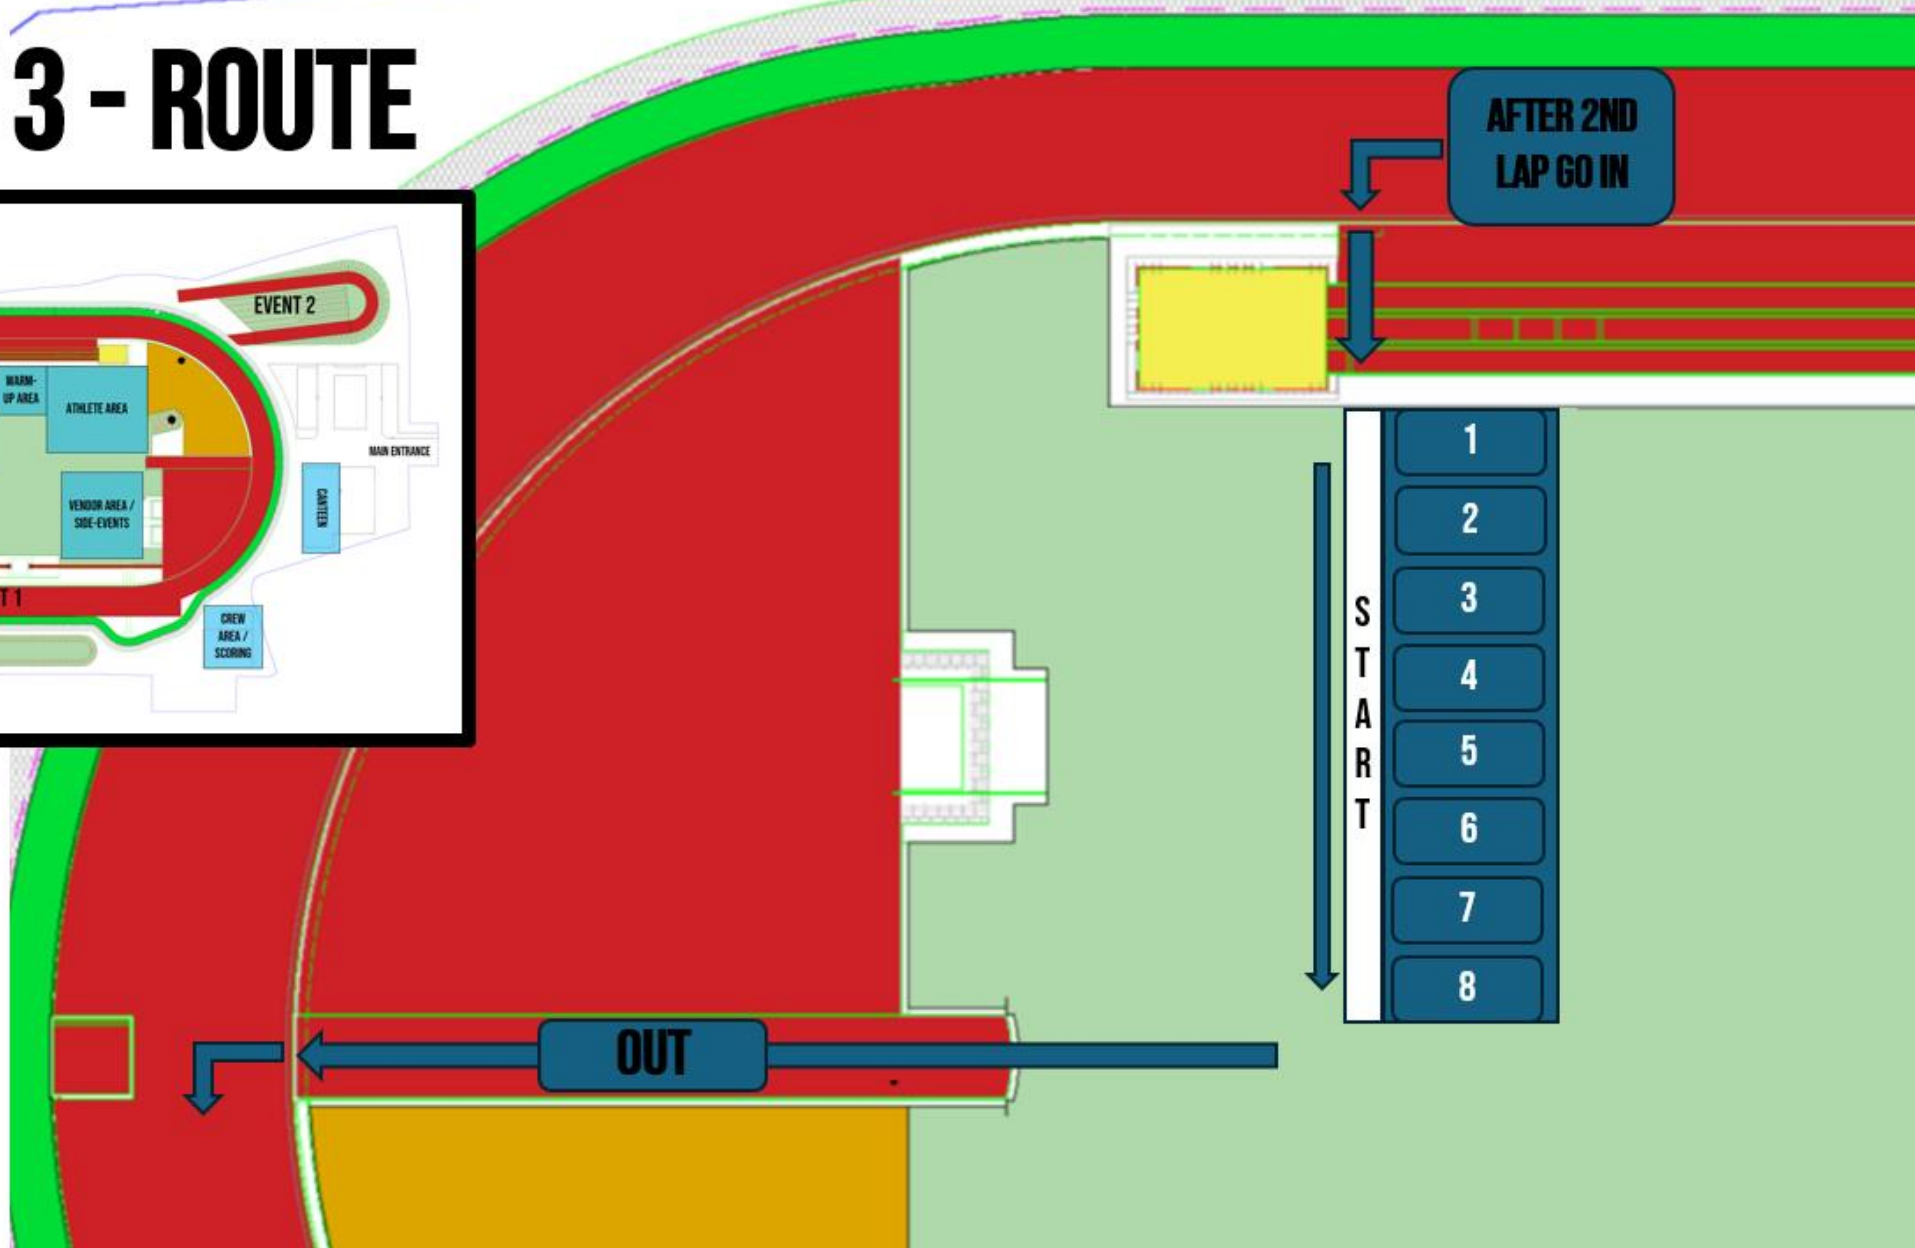 3 - ROUTE
AFTER 2ND
LAP GO IN
EVENT 2
WARM-
UP AREA
ATHLETE AREA
MAIN ENTRANCE
VENDOR AREA /
SIDE-EVENTS
CANTEEN
T 1
CREW
AREA /
SCORING
START
1
2
3
4
5
6
7
8
OUT